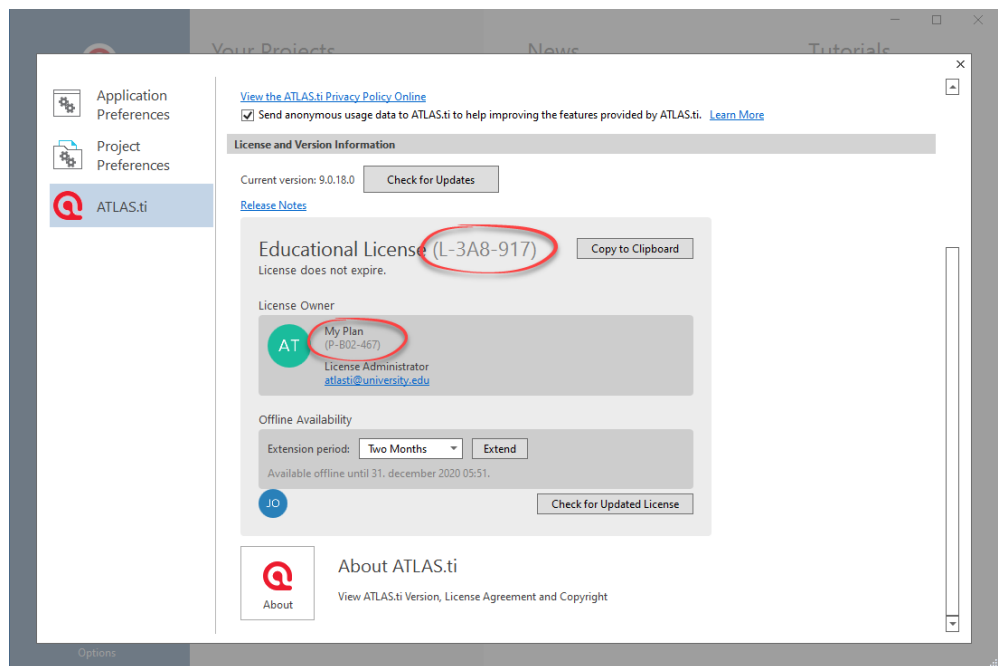 Your Projects
News
Tutorials
Application
Preferences
Project
Preferences
ATLAS.ti
View the ATLAS.ti Privacy Policy Online
Send anonymous usage data to ATLAS.ti to help improving the features provided by ATLAS.ti. Learn More
License and Version Information
Current version: 9.0.18.0 Check for Updates
Release Notes
Educational License (L-3A8-917) Copy to Clipboard
License does not expire.
License Owner
AT
My Plan
(P-B02-467)
License Administrator
atlasti@university.edu
Offline Availability
Extension period: Two Months Extend
Available offline until 31. december 2020 05:51.
JO
Check for Updated License
About ATLAS.ti
About
View ATLAS.ti Version, License Agreement and Copyright
Options